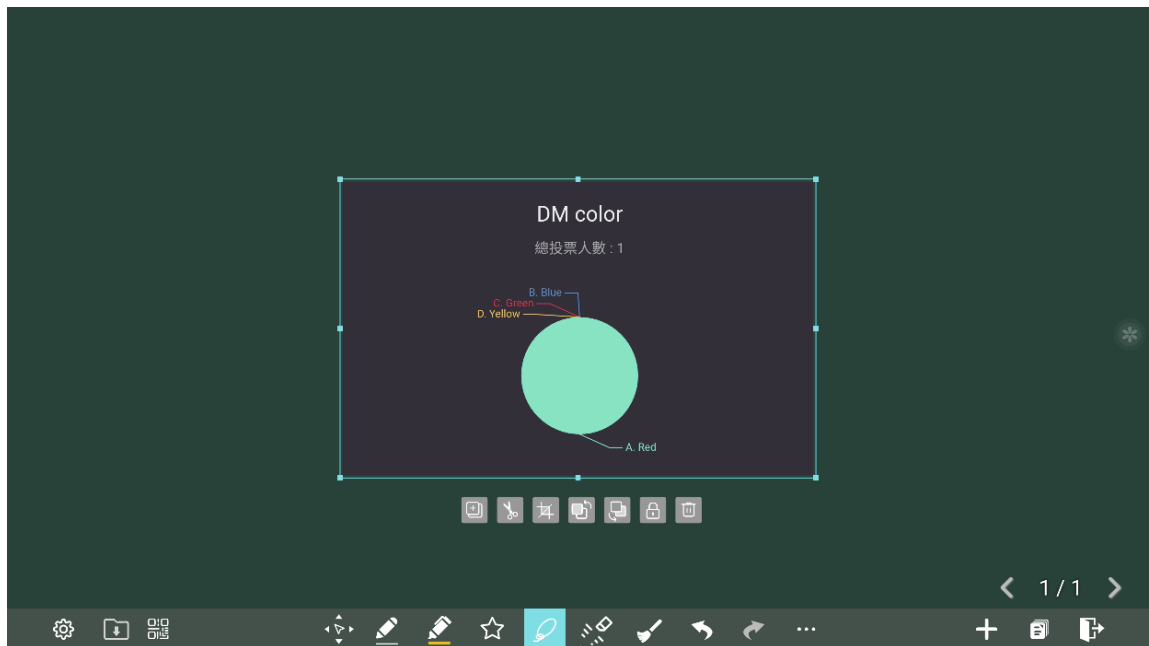 DM color
總投票人數 : 1
B. Blue
C. Green
D. Yellow
A. Red
1 / 1